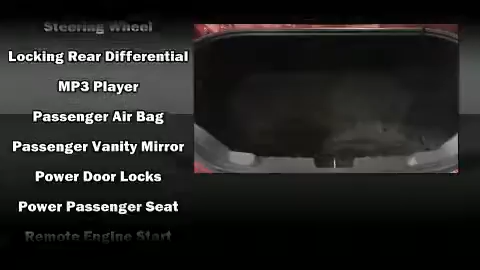 Steering Wheel
Locking Rear Differential
MP3 Player
Passenger Air Bag
Passenger Vanity Mirror
Power Door Locks
Power Passenger Seat
Remote Engine Start